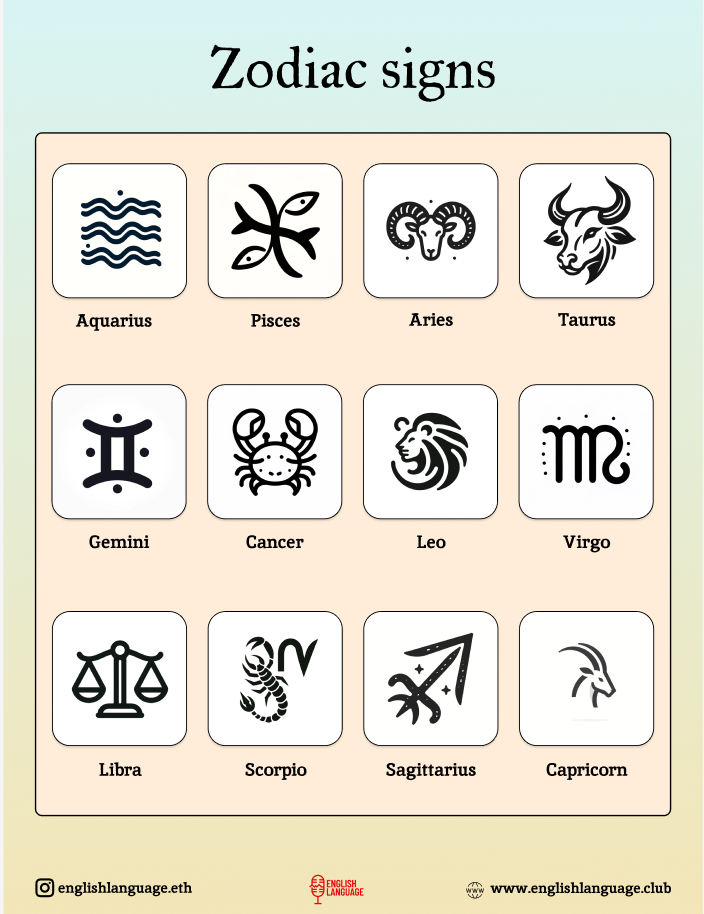 Zodiac signs
Aquarius
Pisces
Aries
Taurus
Gemini
Cancer
Leo
Virgo
Libra
Scorpio
Sagittarius
Capricorn
englishlanguage.eth
ENGLISH
LANGUAGE
www.englishlanguage.club